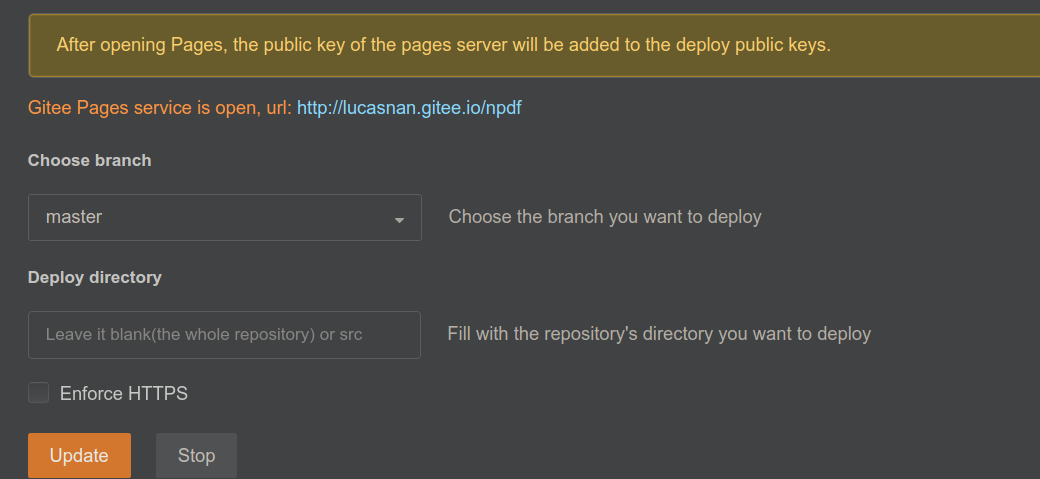 After opening Pages, the public key of the pages server will be added to the deploy public keys.
Gitee Pages service is open, url: http://lucasnan.gitee.io/npdf
Choose branch
master
Choose the branch you want to deploy
Deploy directory
Leave it blank(the whole repository) or src
Fill with the repository's directory you want to deploy
Enforce HTTPS
Update
Stop